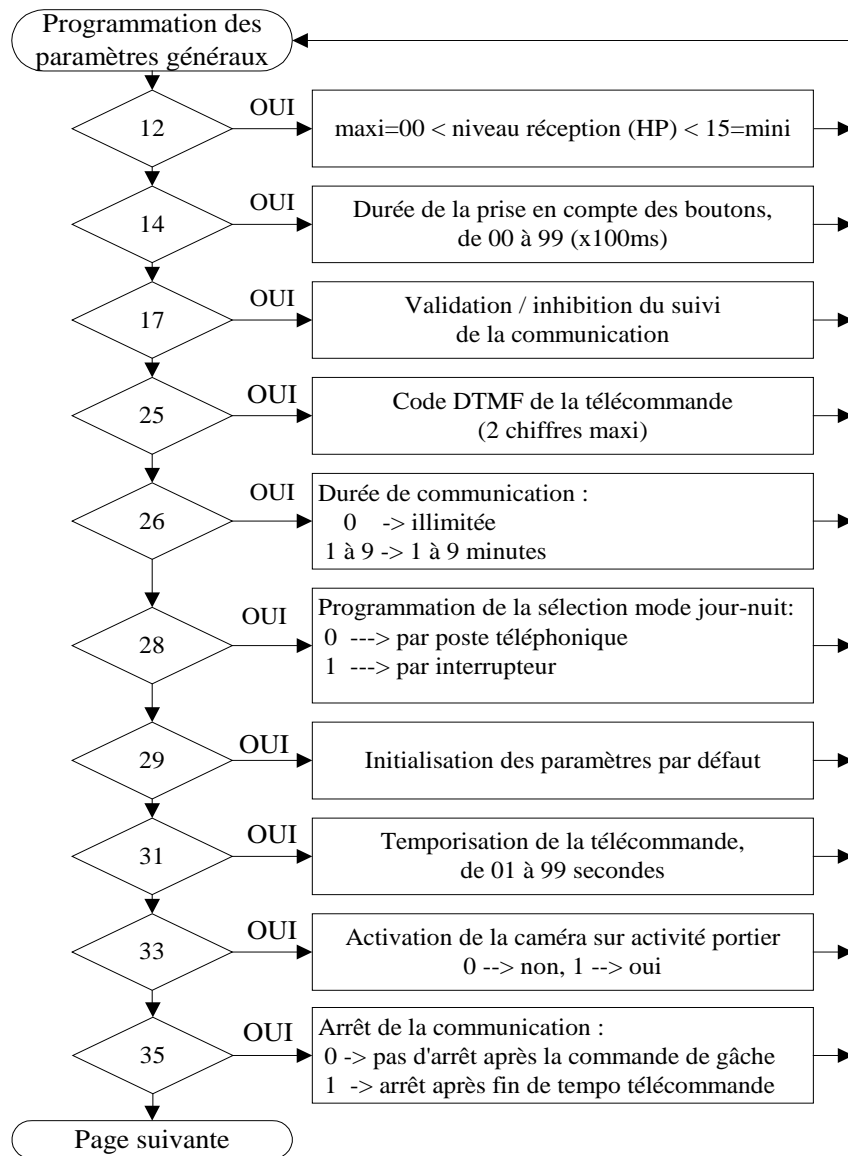 Programmation des
paramètres généraux
12
OUI
maxi=00 < niveau réception (HP) < 15=mini
14
OUI
Durée de la prise en compte des boutons,
de 00 à 99 (x100ms)
17
OUI
Validation / inhibition du suivi
de la communication
25
OUI
Code DTMF de la télécommande
(2 chiffres maxi)
26
OUI
Durée de communication :
0 -> illimitée
1 à 9 -> 1 à 9 minutes
28
OUI
Programmation de la sélection mode jour-nuit:
0 ---> par poste téléphonique
1 ---> par interrupteur
29
OUI
Initialisation des paramètres par défaut
31
OUI
Temporisation de la télécommande,
de 01 à 99 secondes
33
OUI
Activation de la caméra sur activité portier
0 --> non, 1 --> oui
35
OUI
Arrêt de la communication :
0 -> pas d'arrêt après la commande de gâche
1 -> arrêt après fin de tempo télécommande
Page suivante